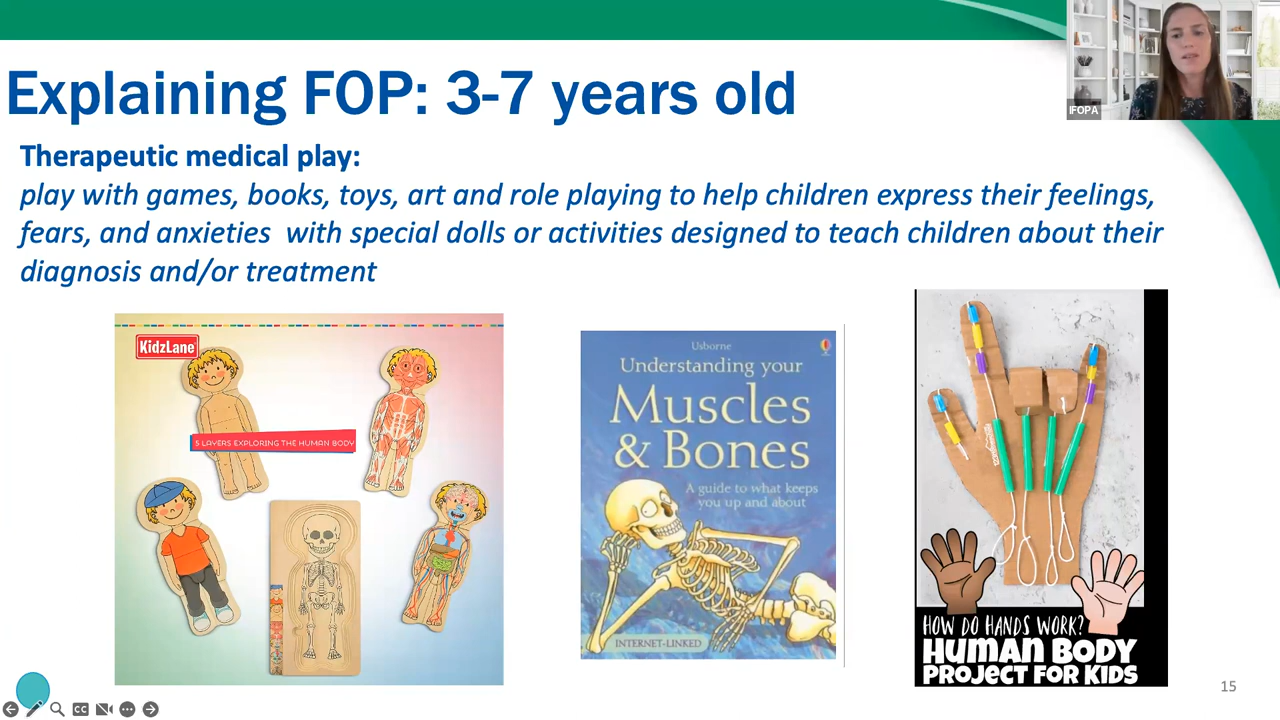 Explaining FOP: 3-7 years old
IFOPA
Therapeutic medical play:
play with games, books, toys, art and role playing to help children express their feelings,
fears, and anxieties  with special dolls or activities designed to teach children about their
diagnosis and/or treatment
KidzLane
5 LAYERS EXPLORING THE HUMAN BODY
Usborne
Understanding your
Muscles
& Bones
A guide to what keeps
you up and about
INTERNET-LINKED
HOW DO HANDS WORK?
HUMAN BODY
PROJECT FOR KIDS
15
CC